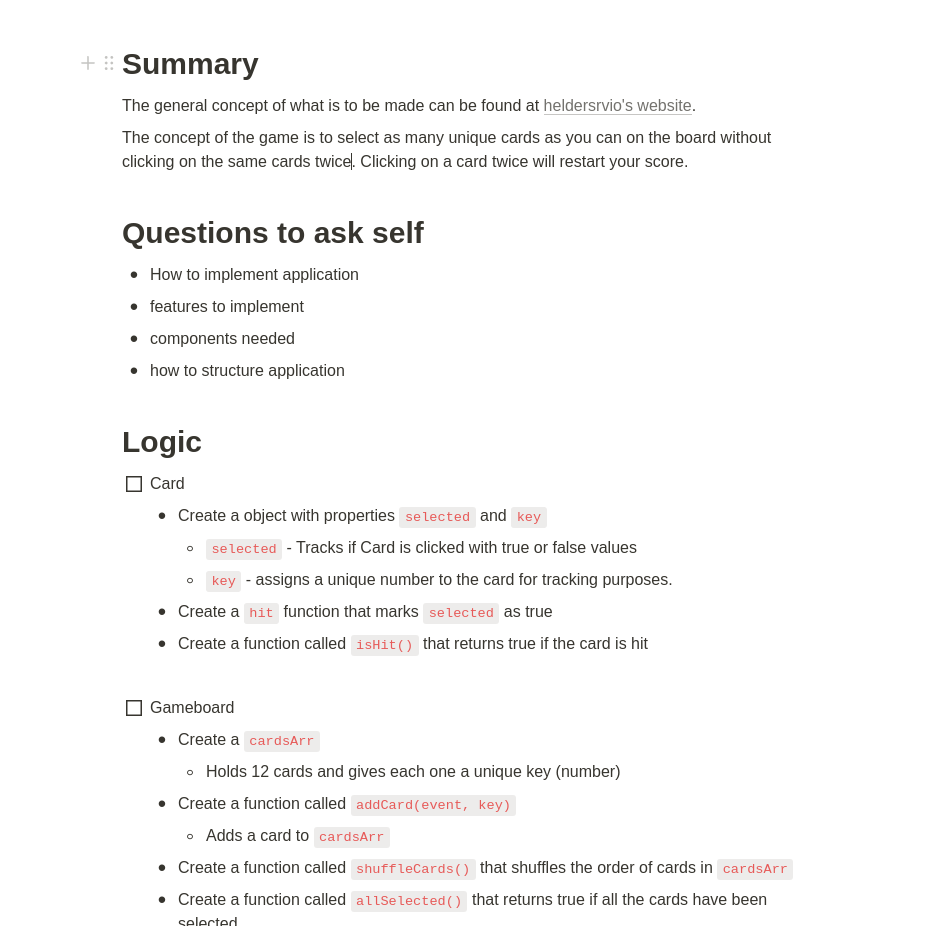 Summary
The general concept of what is to be made can be found at heldersrvio's website.
The concept of the game is to select as many unique cards as you can on the board without
clicking on the same cards twice. Clicking on a card twice will restart your score.
Questions to ask self
How to implement application
features to implement
components needed
how to structure application
Logic
Card
Create a object with properties selected and key
selected - Tracks if Card is clicked with true or false values
key - assigns a unique number to the card for tracking purposes.
Create a hit function that marks selected as true
Create a function called isHit() that returns true if the card is hit
Gameboard
Create a cardsArr
Holds 12 cards and gives each one a unique key (number)
Create a function called addCard(event, key)
Adds a card to cardsArr
Create a function called shuffleCards() that shuffles the order of cards in cardsArr
Create a function called allSelected() that returns true if all the cards have been
selected